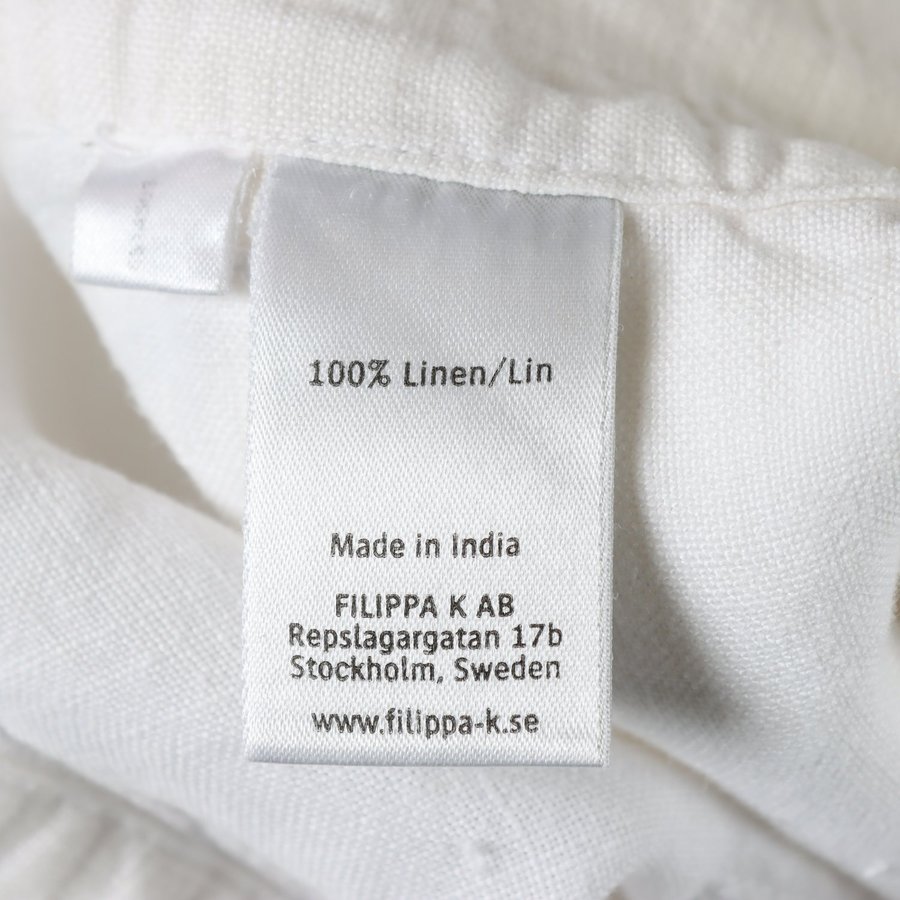 100% Linen/Lin
Made in India
FILIPPA K AB
Repslagargatan 17b
Stockholm, Sweden
www.filippa-k.se